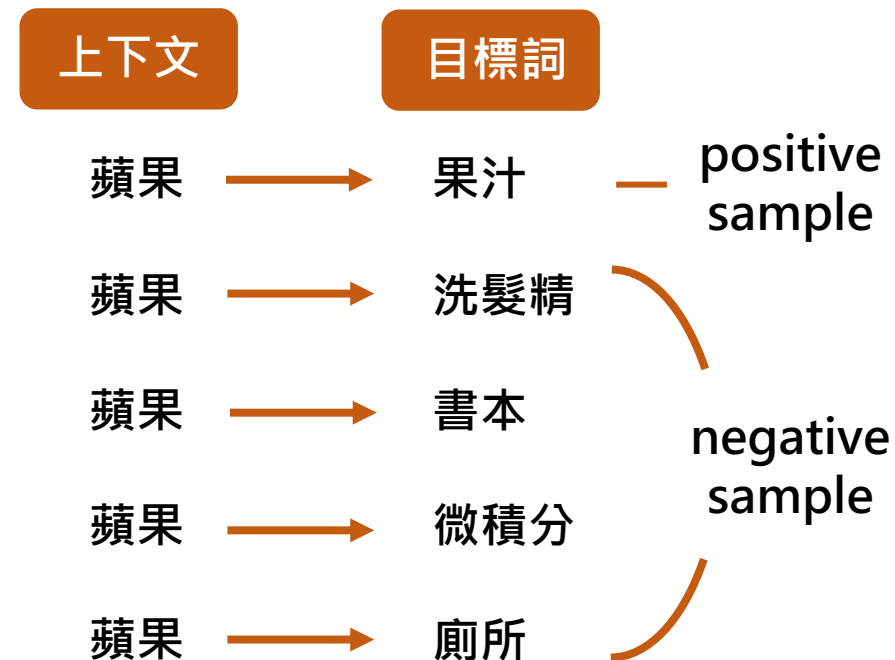 上下文 目標詞
蘋果 果汁
positive
sample
蘋果 洗髮精
蘋果 書本
negative
sample
蘋果 微積分
蘋果 廁所